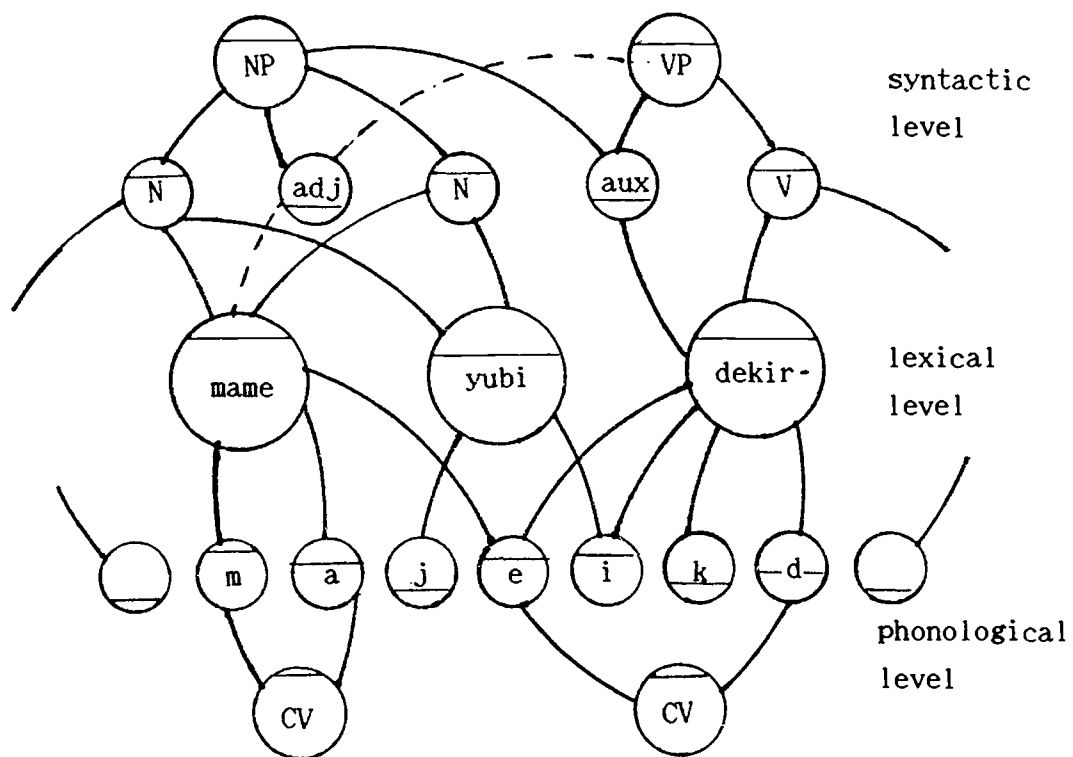 NP
VP
syntactic
level
N
adj
N
aux
V
mame
yubi
dekir-
lexical
level
m
a
j
e
i
k
d
phonological
level
CV
CV